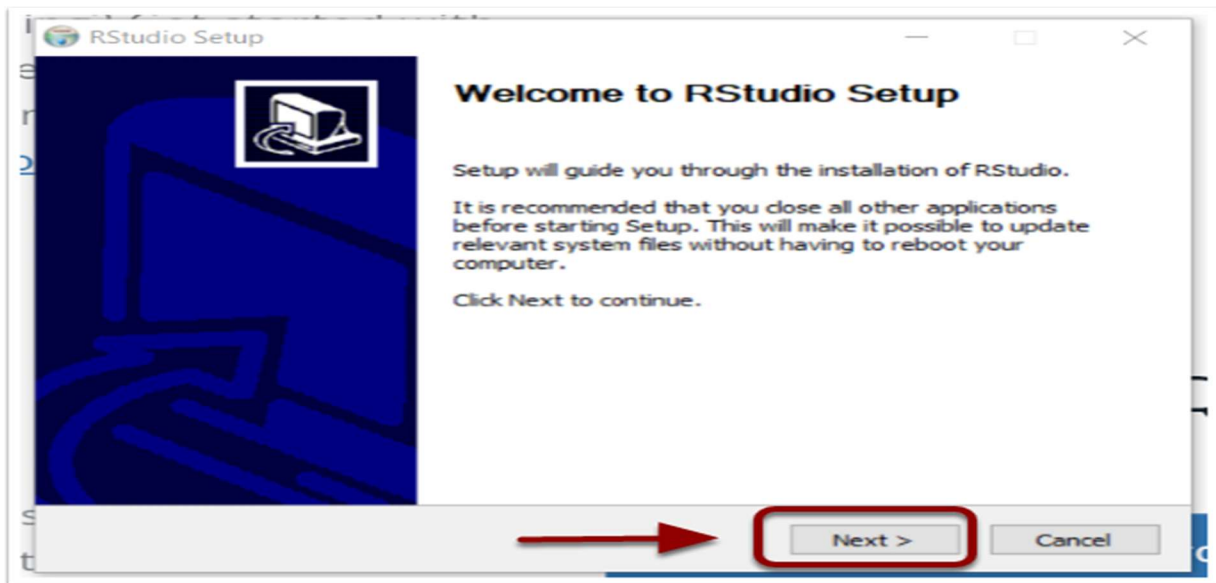 RStudio Setup
Welcome to RStudio Setup
Setup will guide you through the installation of RStudio.
It is recommended that you close all other applications
before starting Setup. This will make it possible to update
relevant system files without having to reboot your
computer.
Click Next to continue.
Next >
Cancel